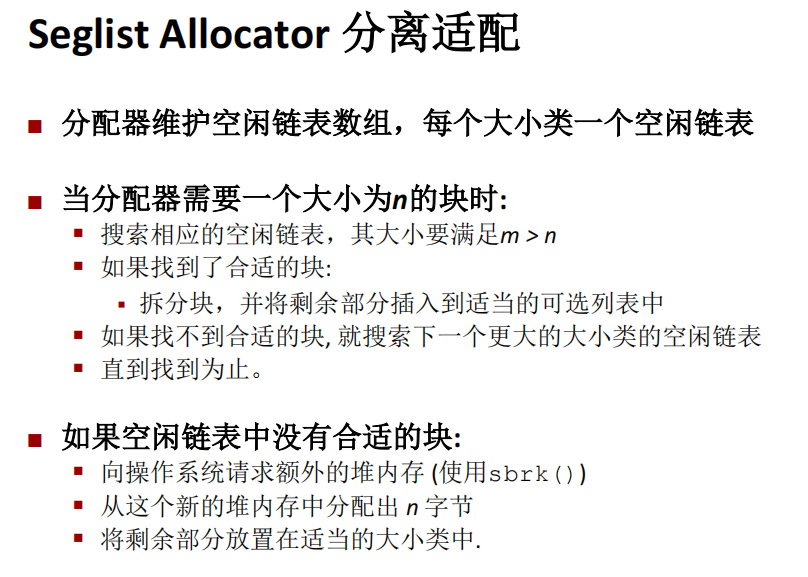 Seglist Allocator 分离适配
分配器维护空闲链表数组，每个大小类一个空闲链表
当分配器需要一个大小为n的块时:
搜索相应的空闲链表，其大小要满足m > n
如果找到了合适的块:
拆分块，并将剩余部分插入到适当的可选列表中
如果找不到合适的块, 就搜索下一个更大的大小类的空闲链表
直到找到为止。
如果空闲链表中没有合适的块:
向操作系统请求额外的堆内存 (使用sbrk())
从这个新的堆内存中分配出 n 字节
将剩余部分放置在适当的大小类中.